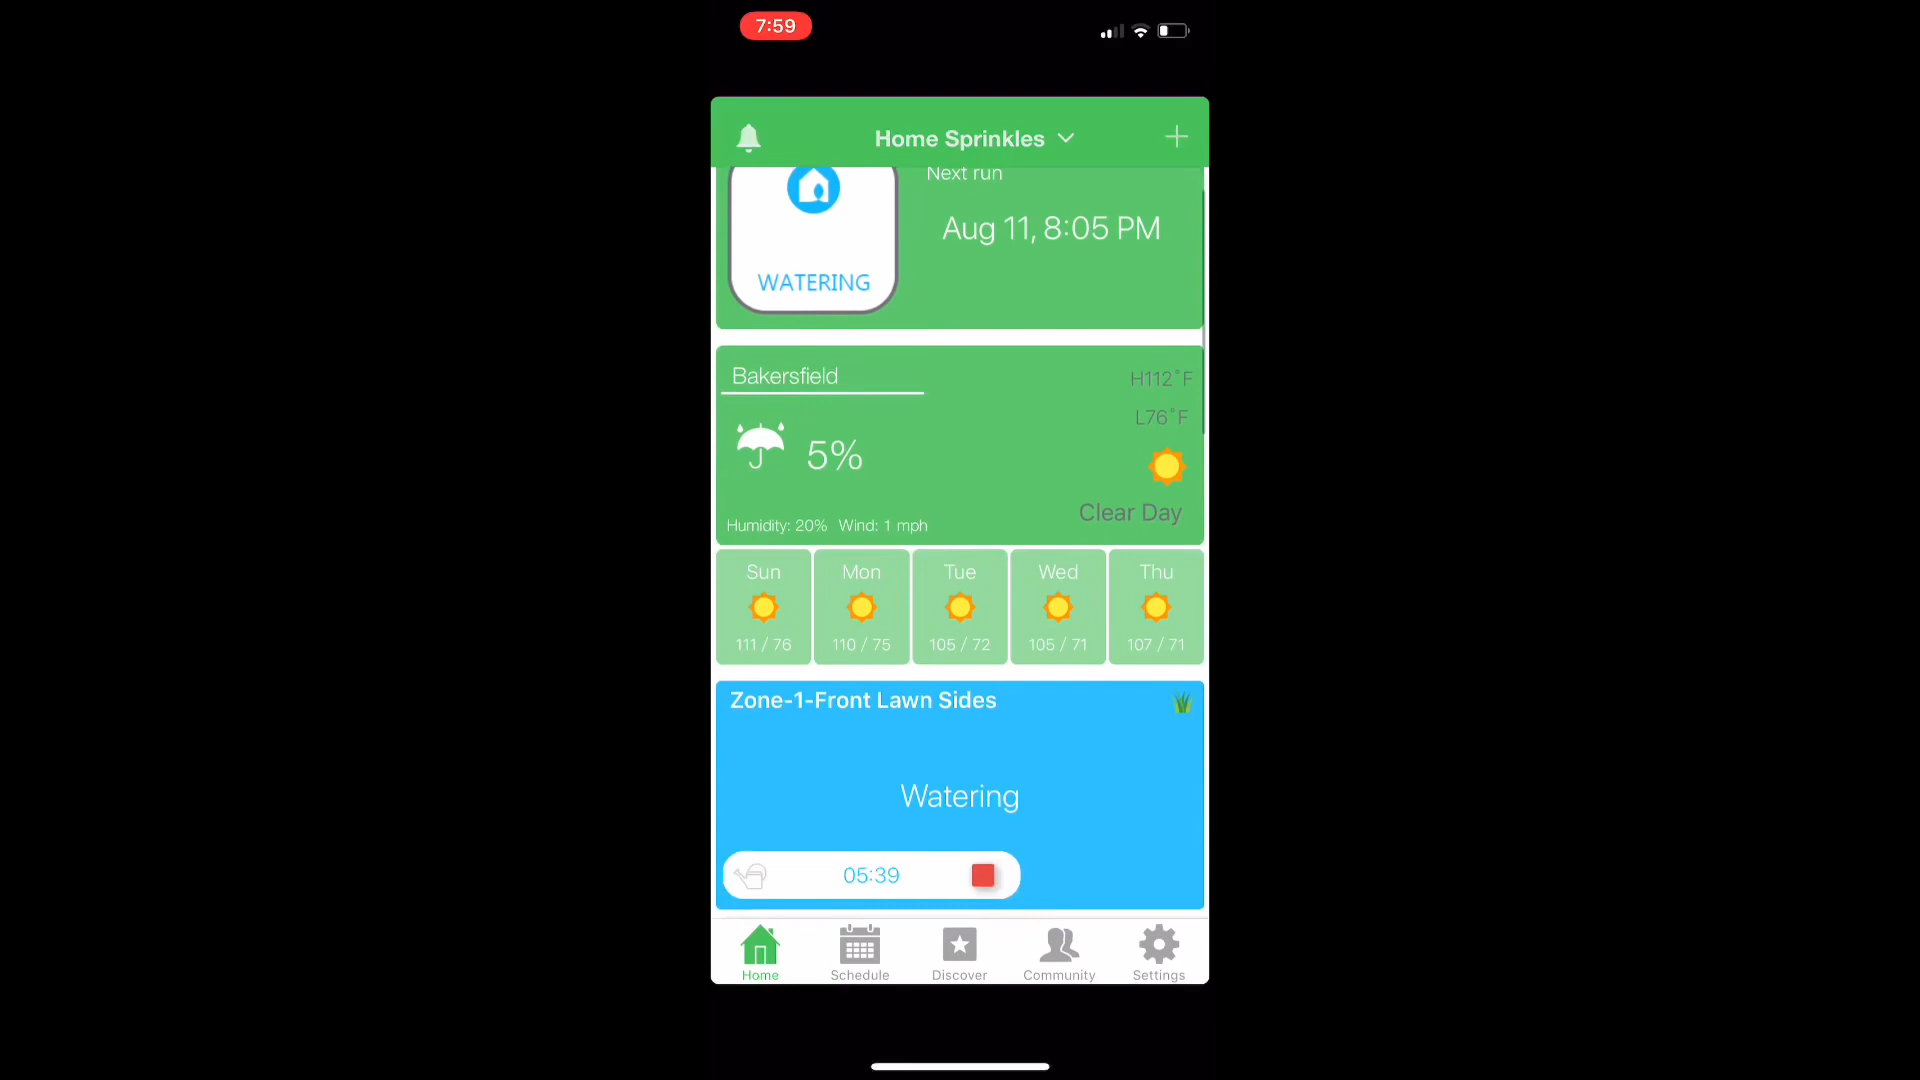 7:59
Home Sprinkles
Next run
Aug 11, 8:05 PM
WATERING
Bakersfield
H112°F
L76°F
5%
Clear Day
Humidity: 20% Wind: 1 mph
Sun Mon Tue Wed Thu
111 / 76 110 / 75 105 / 72 105 / 71 107 / 71
Zone-1-Front Lawn Sides
Watering
05:39
Home Schedule Discover Community Settings